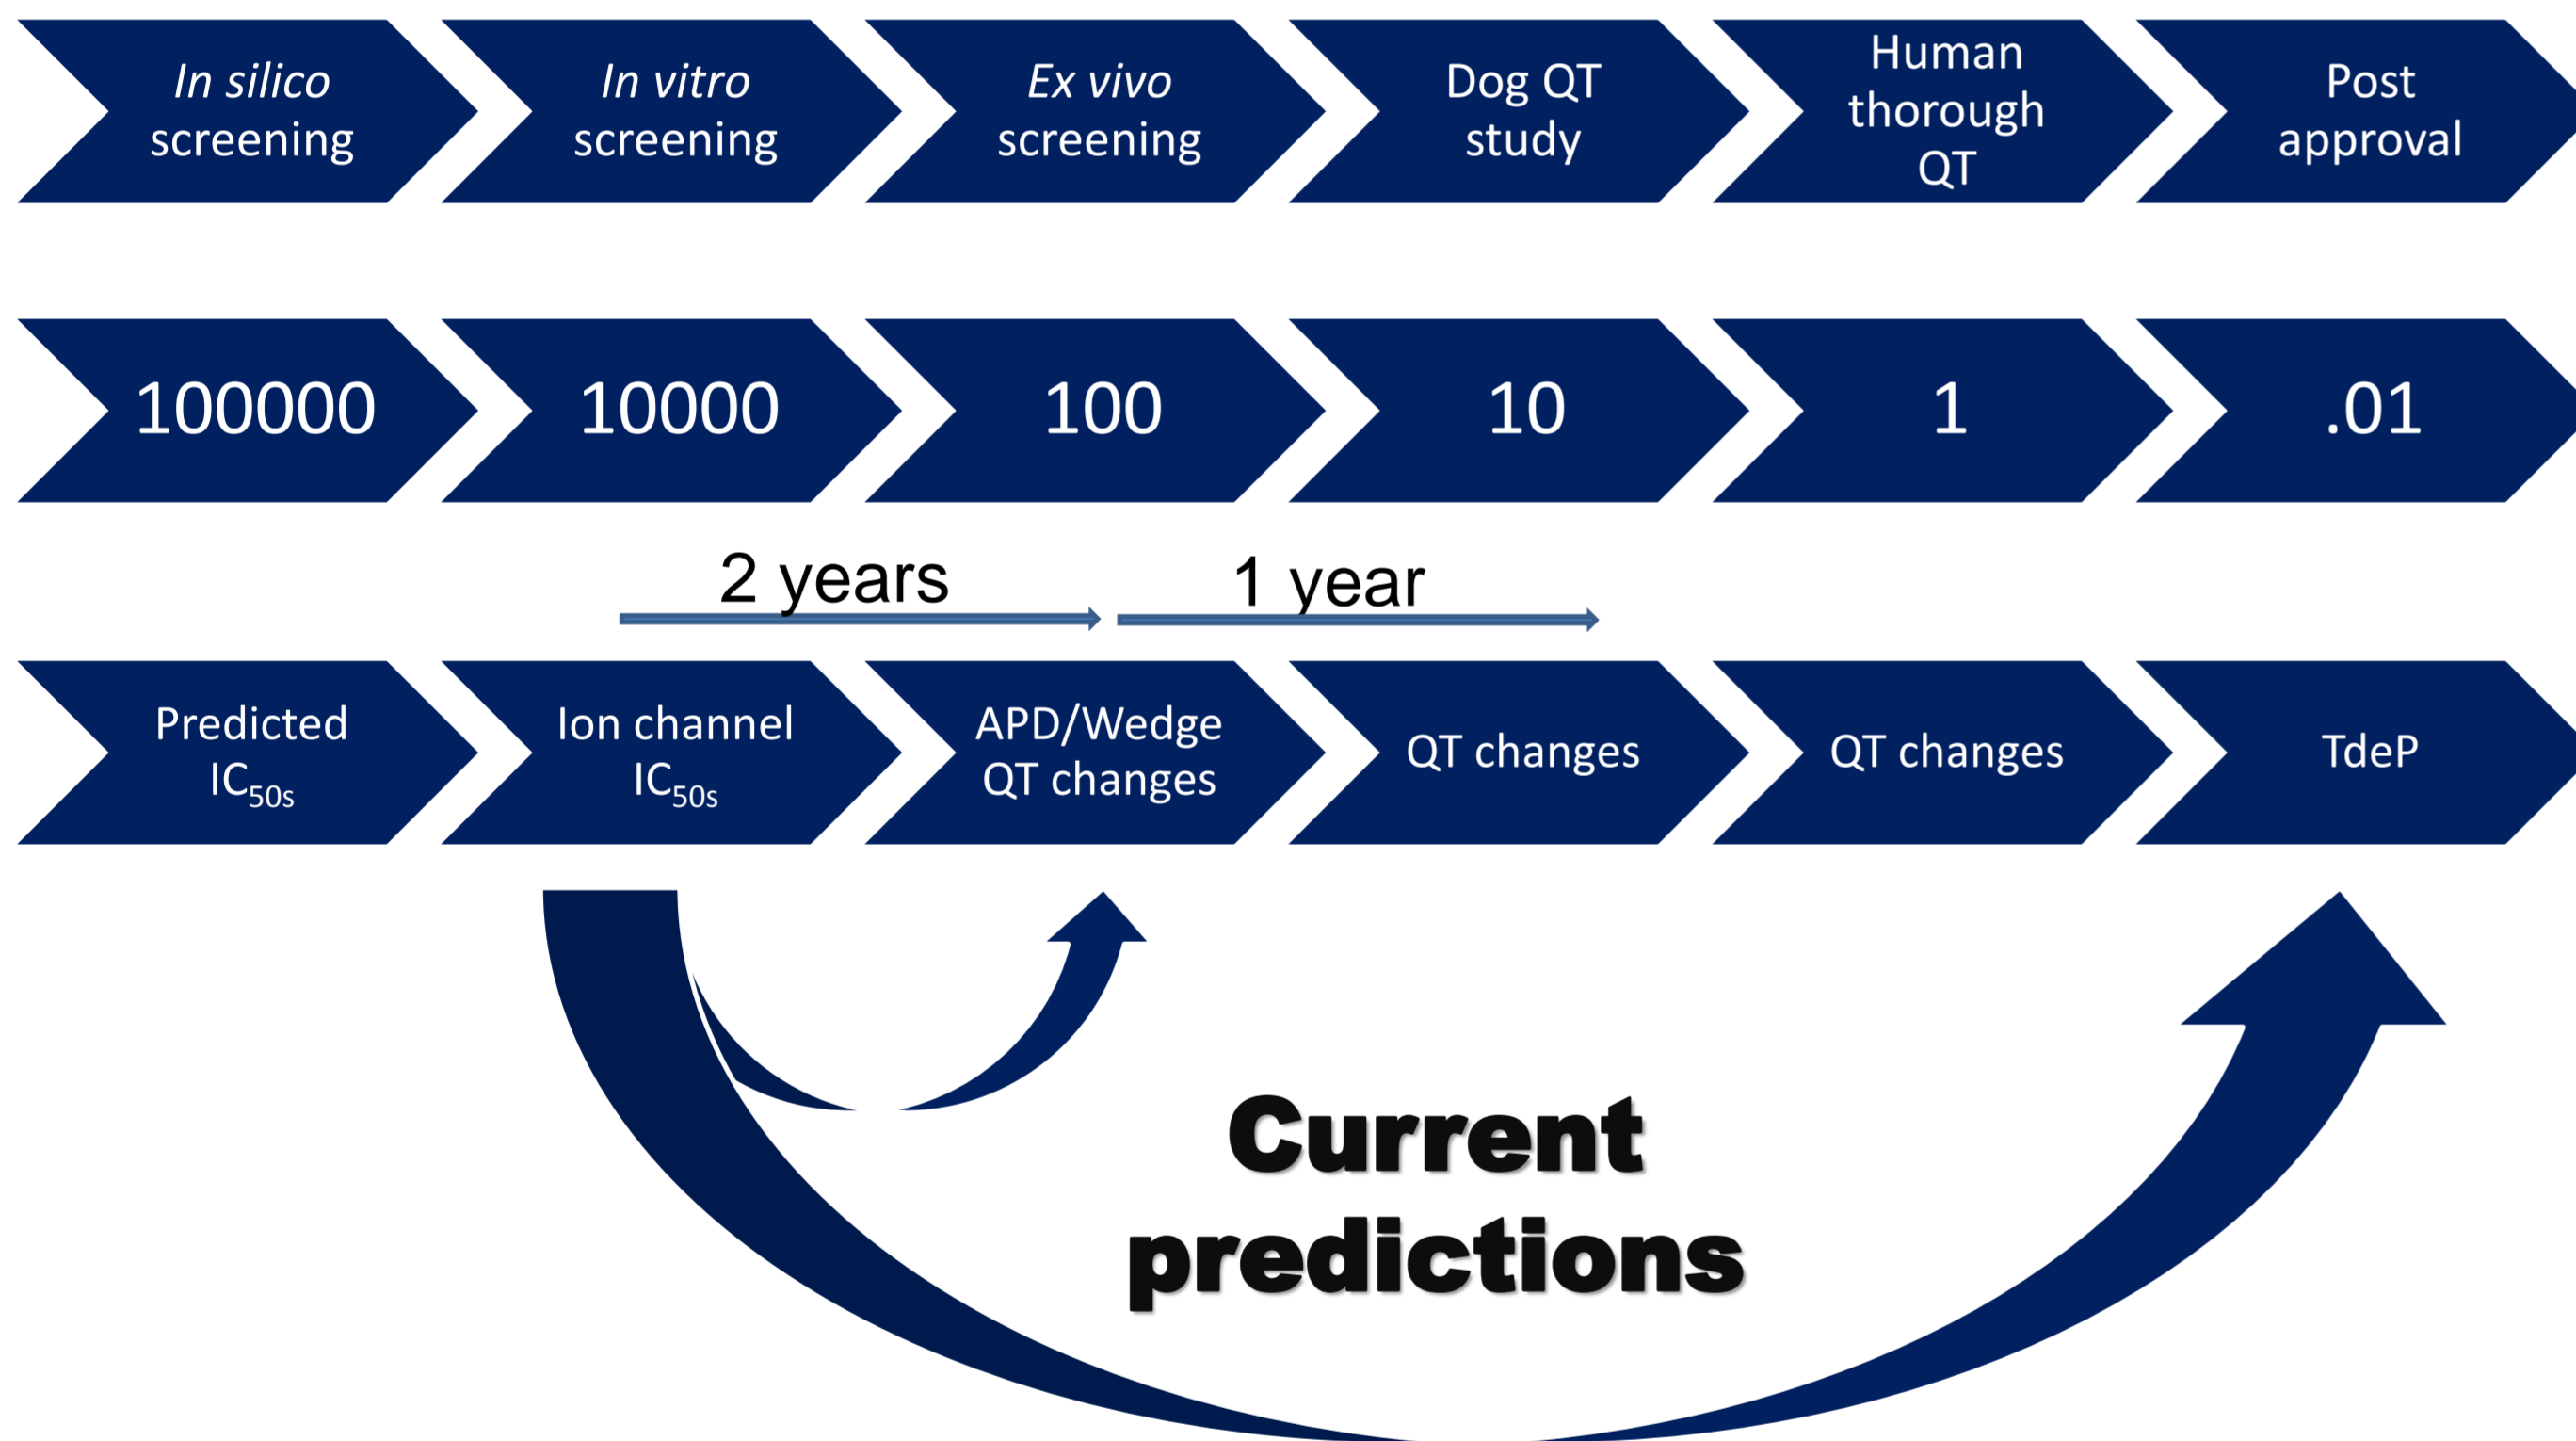 In silico
screening
In vitro
screening
Ex vivo
screening
Dog QT
study
Human
thorough
QT
Post
approval
100000
10000
100
10
1
.01
2 years
1 year
Predicted
IC50s
Ion channel
IC50s
APD/Wedge
QT changes
QT changes
QT changes
TdeP
Current
predictions